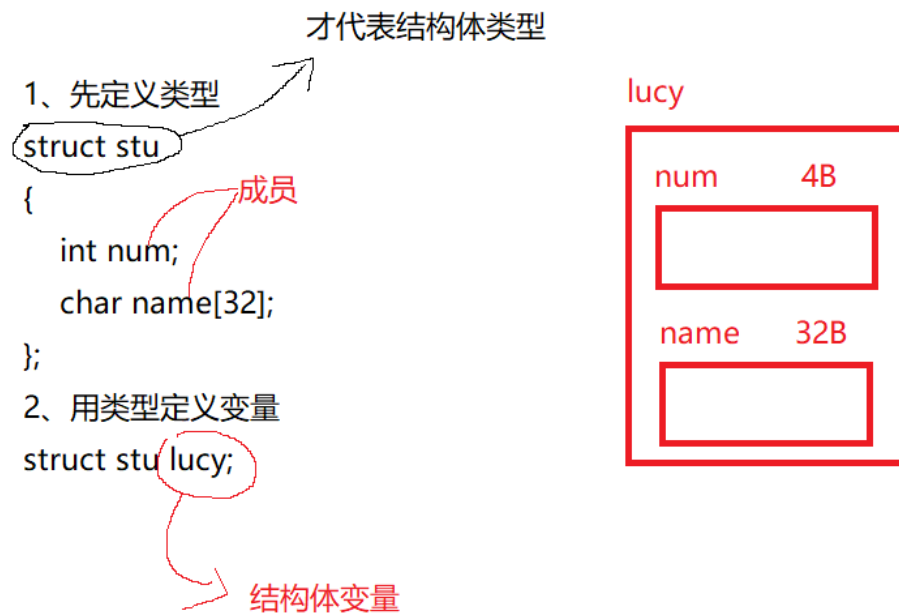 才代表结构体类型
1、先定义类型
struct stu
{
成员
int num;
char name[32];
};
2、用类型定义变量
struct stu lucy;
结构体变量
lucy
num 4B
name 32B